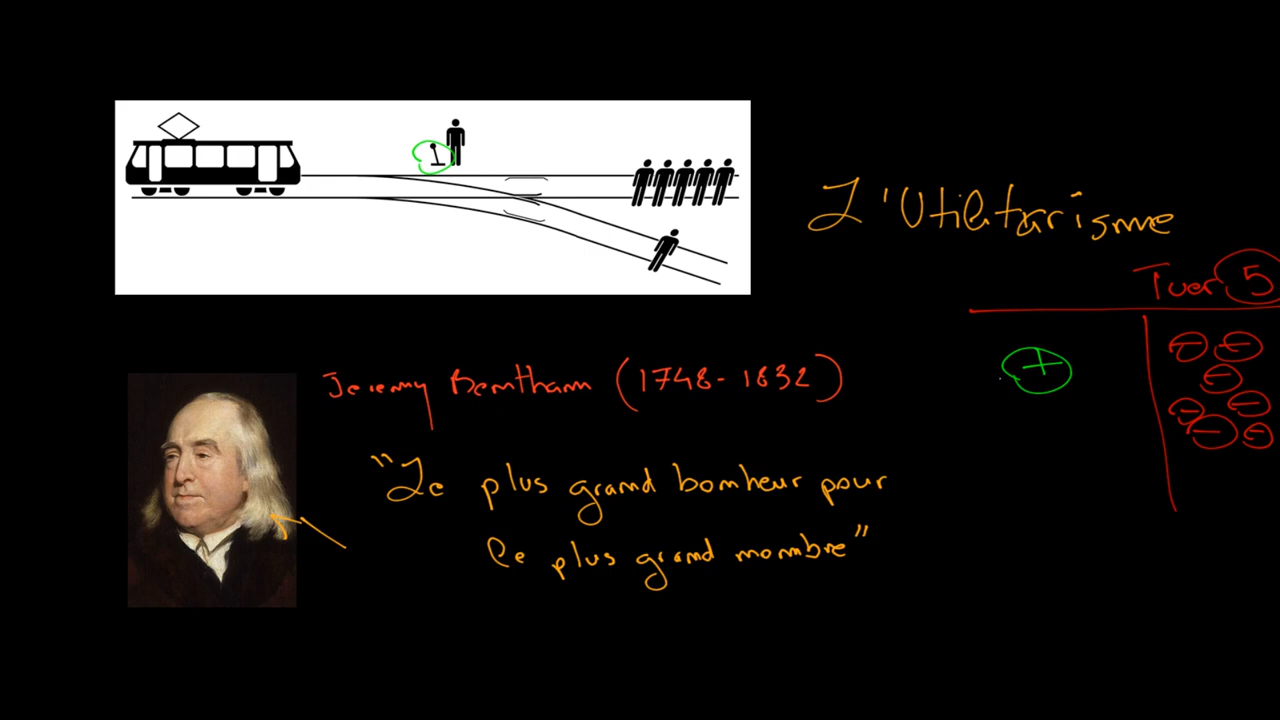 L'Utilitarisme
Tuer 5
+
- -
-
- -
- -
Jeremy Bentham (1748-1832)
"Le plus grand bonheur pour
le plus grand nombre"